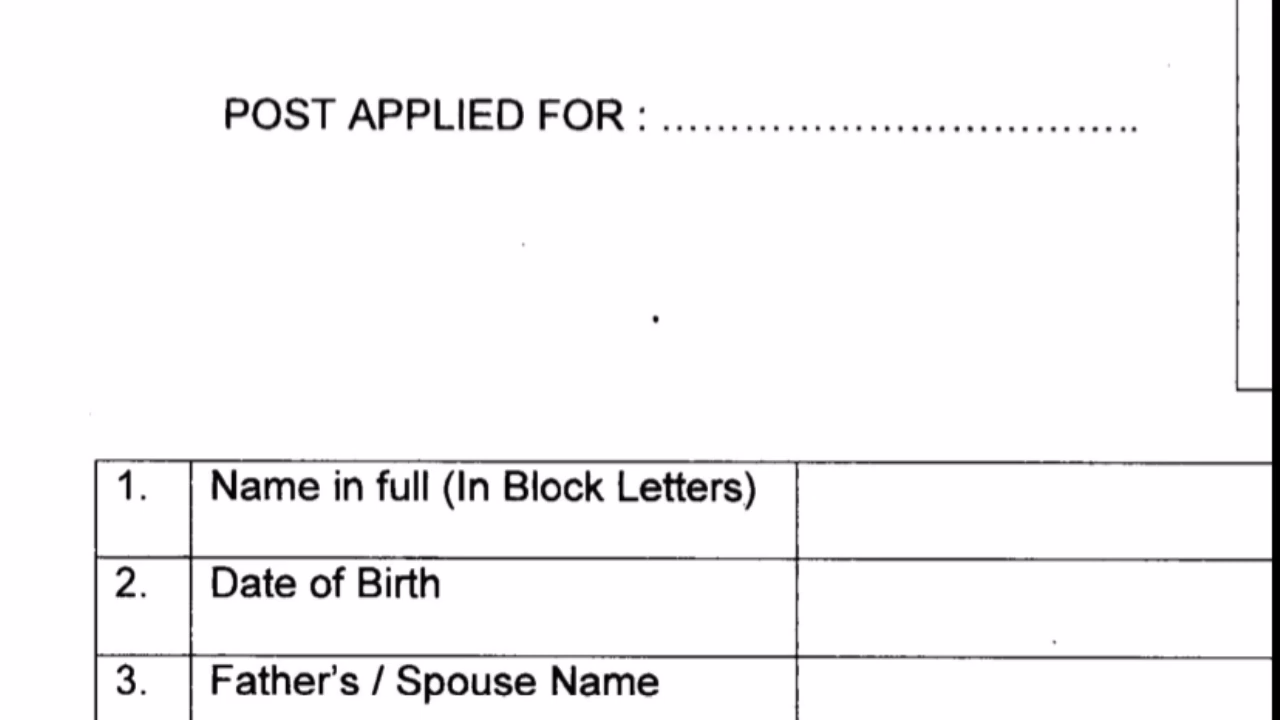 POST APPLIED FOR : ...................................
1. Name in full (In Block Letters)
2. Date of Birth
3. Father's / Spouse Name